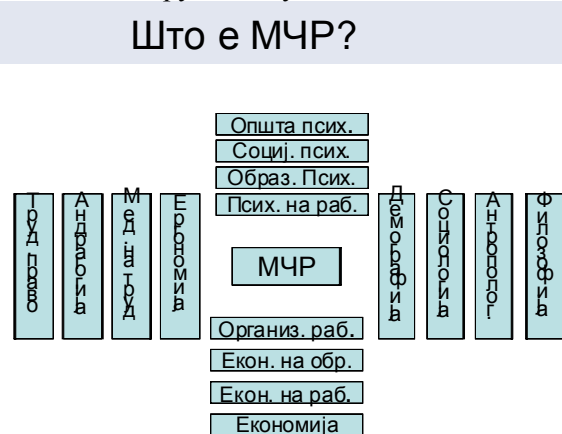 Што е МЧР?
Општа псих.
Социј. псих.
Образ. Псих.
Псих. на раб.
Труд. право
Андрагогија
Мед. на труд
Ергономија
МЧР
Демографија
Социологија
Антрополог.
Филозофија
Организ. раб.
Екон. на обр.
Екон. на раб.
Економија